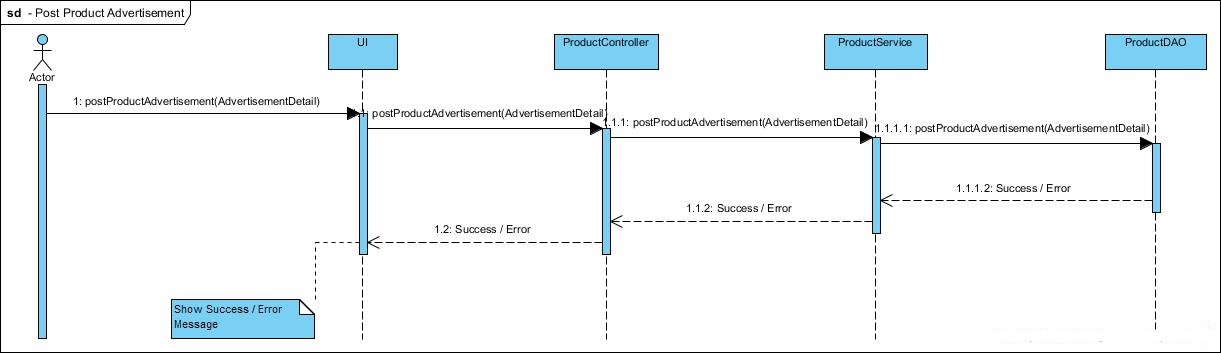 sd - Post Product Advertisement
Actor
UI
ProductController
ProductService
ProductDAO
1: postProductAdvertisement(AdvertisementDetail)
postProductAdvertisement(AdvertisementDetail)
1.1.1: postProductAdvertisement(AdvertisementDetail)
1.1.1.1: postProductAdvertisement(AdvertisementDetail)
1.1.1.2: Success / Error
1.1.2: Success / Error
1.2: Success / Error
Show Success / Error
Message